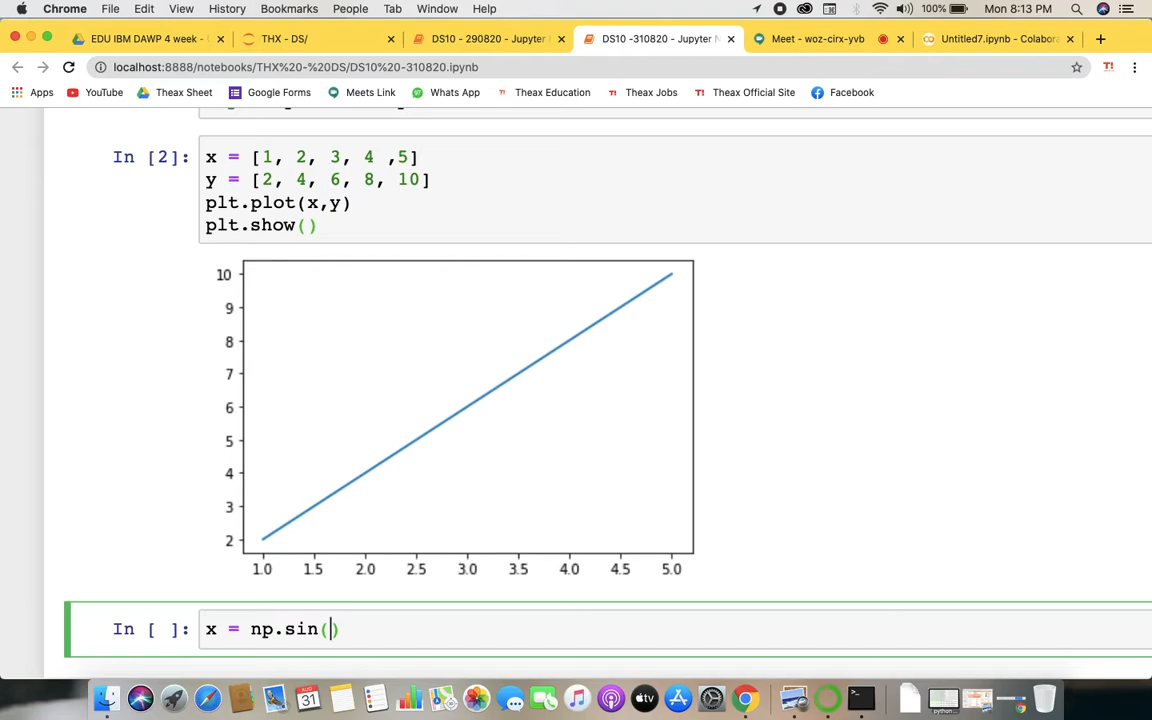 Chrome File Edit View History Bookmarks People Tab Window Help 100% Mon 8:13 PM
EDU IBM DAWP 4 week - THX - DS/ DS10 - 290820 - Jupyter DS10 -310820 - Jupyter N Meet - woz-cirx-yvb Untitled7.ipynb - Colabora
localhost:8888/notebooks/THX%20-%20DS/DS10%20-310820.ipynb
Apps YouTube Theax Sheet Google Forms Meets Link Whats App Theax Education Theax Jobs Theax Official Site Facebook
In [2]: x = [1, 2, 3, 4 ,5]
y = [2, 4, 6, 8, 10]
plt.plot(x,y)
plt.show()
10
9
8
7
6
5
4
3
2
1.0 1.5 2.0 2.5 3.0 3.5 4.0 4.5 5.0
In [ ]: x = np.sin()